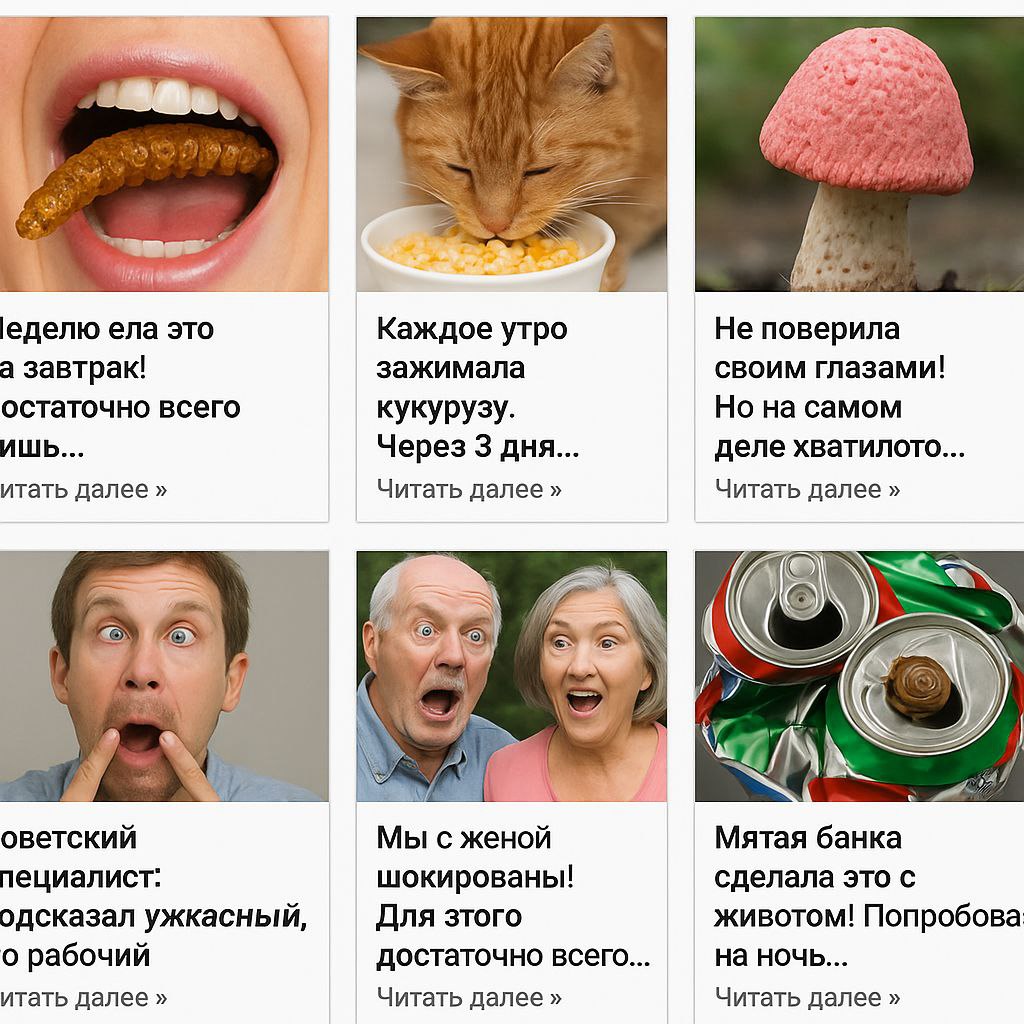 Неделю ела это
а завтрак!
остаточно всего
ишь...
итать далее »
Каждое утро
зажимала
кукурузу.
Через 3 дня...
Читать далее »
Не поверила
своим глазами!
Но на самом
деле хватилото...
Читать далее »
оветский
пециалист:
одсказал ужкасный,
о рабочий
итать далее »
Мы с женой
шокированы!
Для зтого
достаточно всего...
Читать далее »
Мятая банка
сделала это с
животом! Попробова
на ночь...
Читать далее »